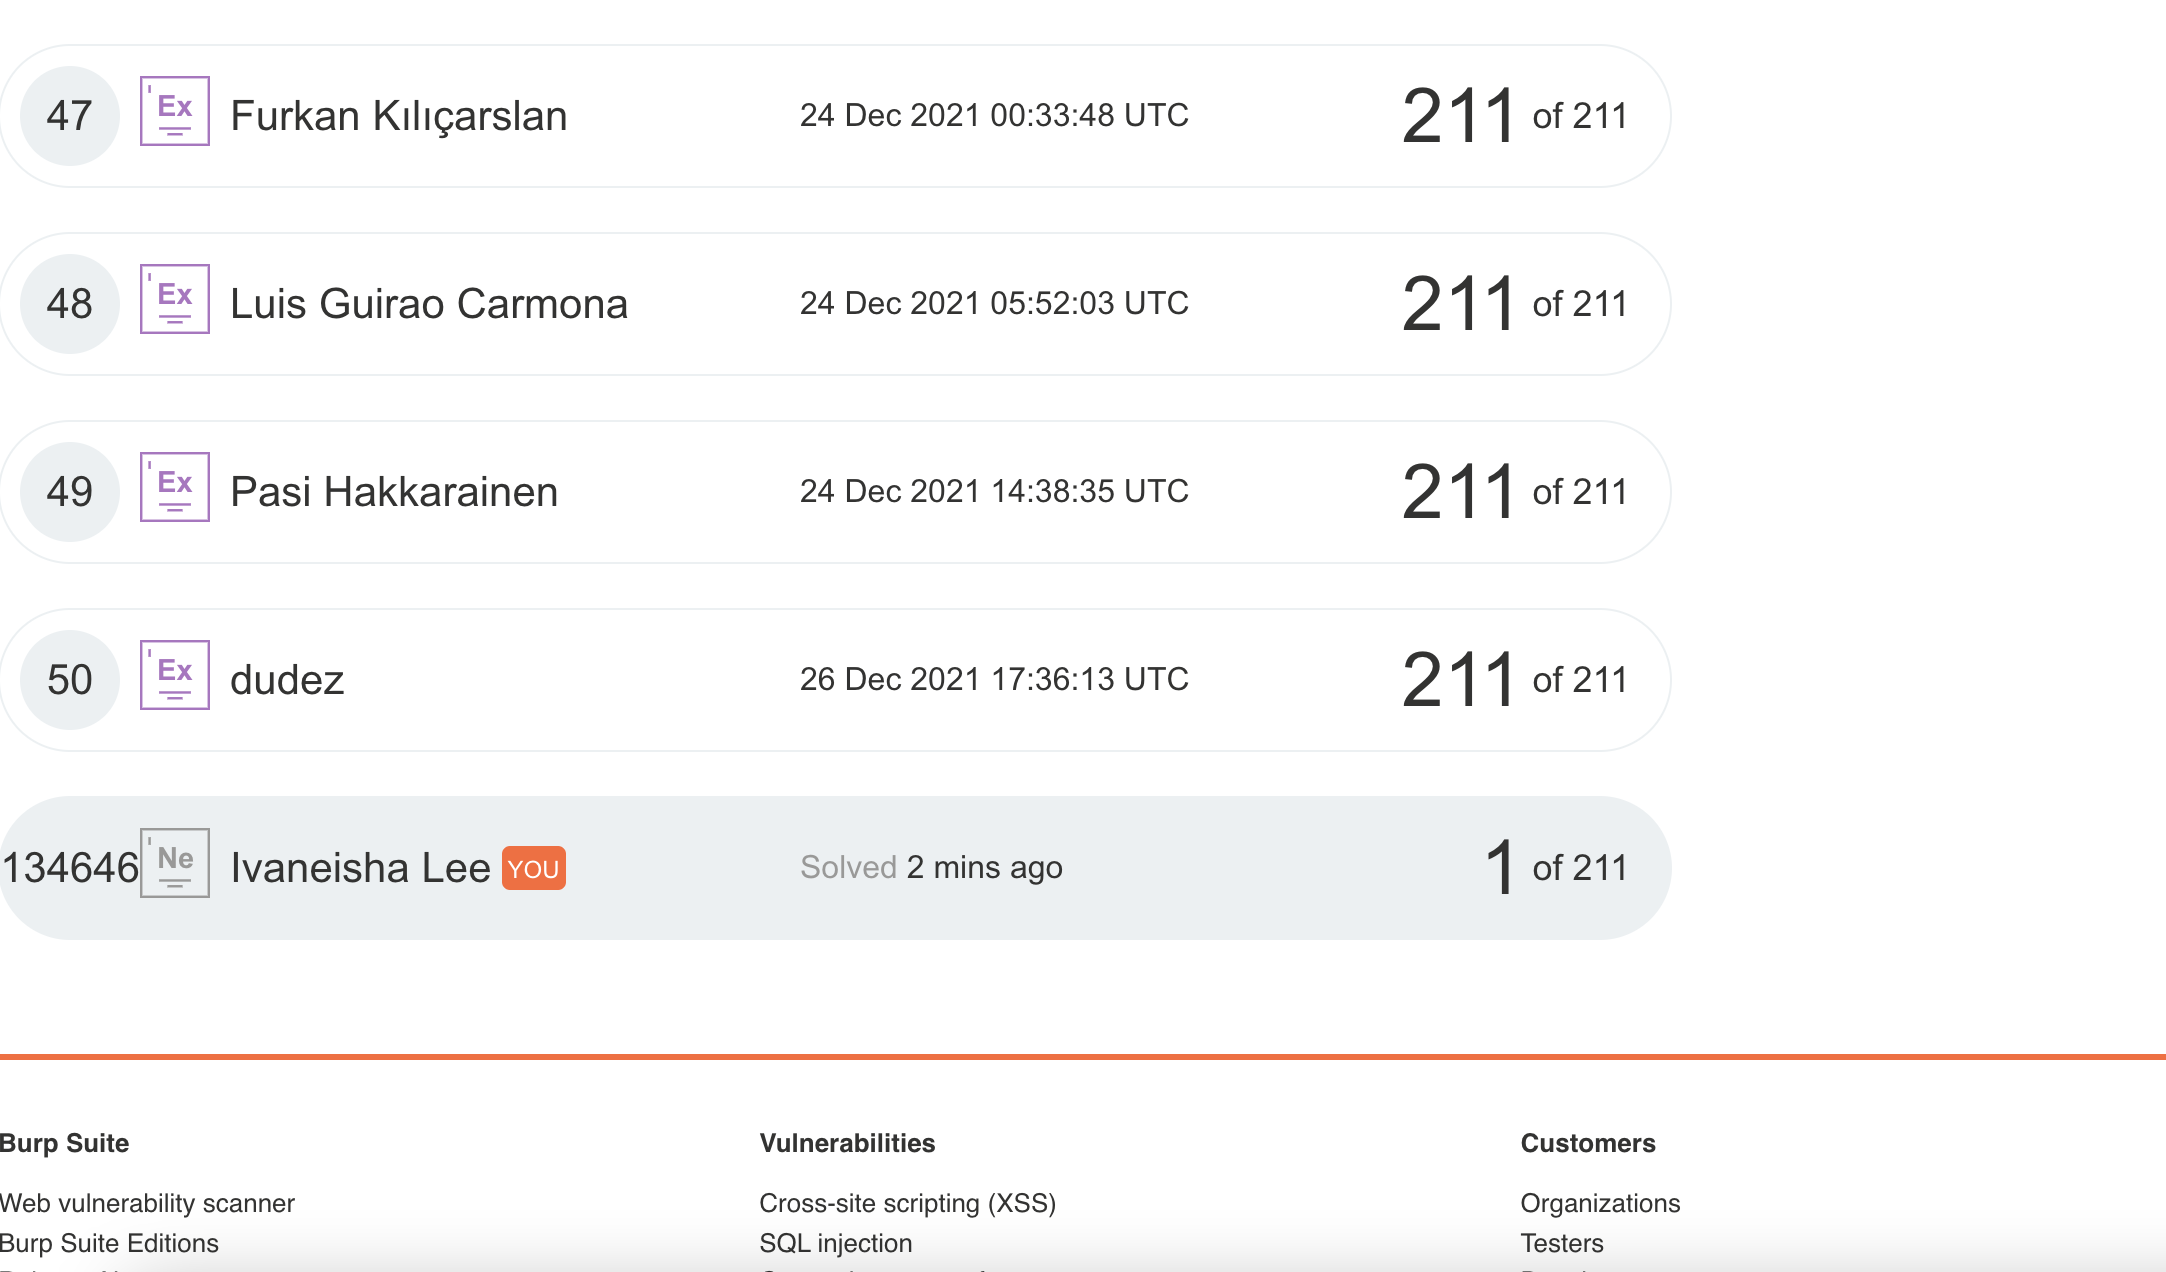 47 Ex Furkan Kılıçarslan 24 Dec 2021 00:33:48 UTC 211 of 211
48 Ex Luis Guirao Carmona 24 Dec 2021 05:52:03 UTC 211 of 211
49 Ex Pasi Hakkarainen 24 Dec 2021 14:38:35 UTC 211 of 211
50 Ex dudez 26 Dec 2021 17:36:13 UTC 211 of 211
134646 Ne Ivaneisha Lee YOU Solved 2 mins ago 1 of 211
Burp Suite Vulnerabilities Customers
Web vulnerability scanner Cross-site scripting (XSS) Organizations
Burp Suite Editions SQL injection Testers